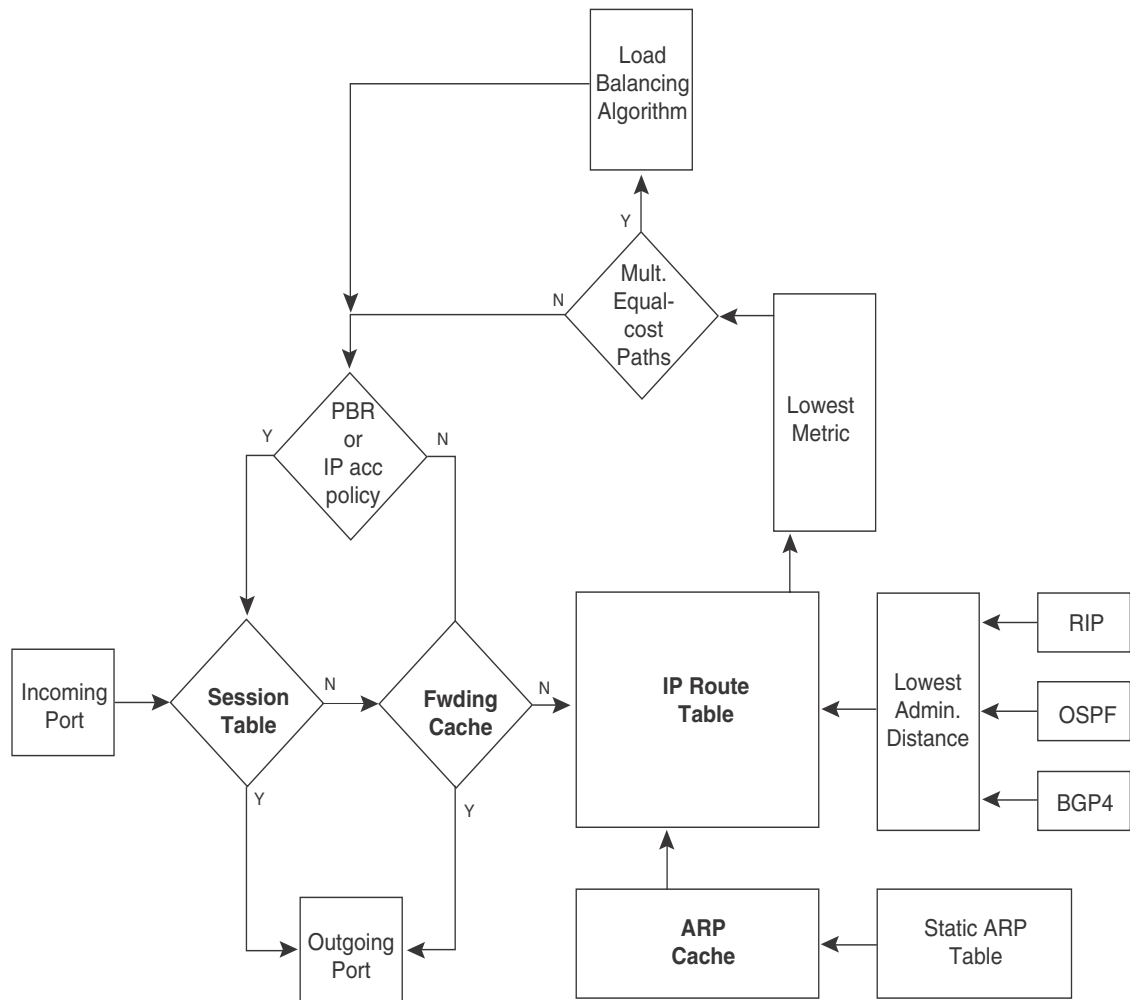 Load
Balancing
Algorithm
Y
Mult.
Equal-
cost
Paths
N
Lowest
Metric
PBR
or
IP acc
policy
Y
N
Incoming
Port
Session
Table
N
Y
Fwding
Cache
N
Y
IP Route
Table
Lowest
Admin.
Distance
RIP
OSPF
BGP4
Outgoing
Port
ARP
Cache
Static ARP
Table